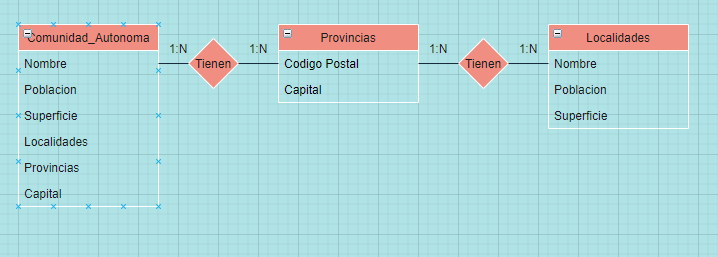 Comunidad_Autonoma
Nombre
Poblacion
Superficie
Localidades
Provincias
Capital
1:N
Tienen
1:N
Provincias
Codigo Postal
Capital
1:N
Tienen
1:N
Localidades
Nombre
Poblacion
Superficie